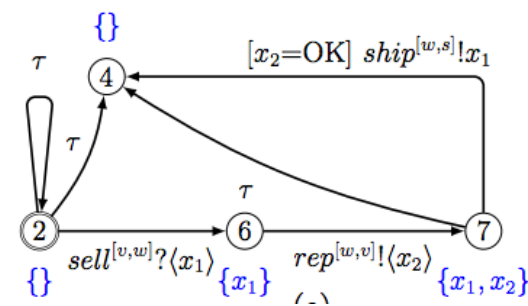 {}
τ
4
[x₂=OK] ship^[w,s]!x₁
τ
τ
2
6
7
sell^[v,w]?⟨x₁⟩
rep^[w,v]!⟨x₂⟩
{}
{x₁}
{x₁, x₂}